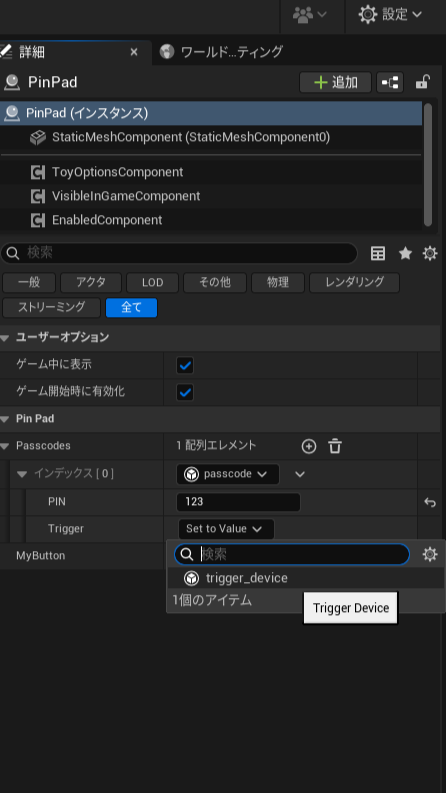 設定
詳細
ワールド...ティング
PinPad
追加
PinPad (インスタンス)
StaticMeshComponent (StaticMeshComponent0)
ToyOptionsComponent
VisibleInGameComponent
EnabledComponent
検索
一般 アクタ LOD その他 物理 レンダリング
ストリーミング 全て
ユーザーオプション
ゲーム中に表示
ゲーム開始時に有効化
Pin Pad
Passcodes 1 配列エレメント
インデックス [ 0 ] passcode
PIN 123
Trigger Set to Value
MyButton
検索
trigger_device
1個のアイテム
Trigger Device